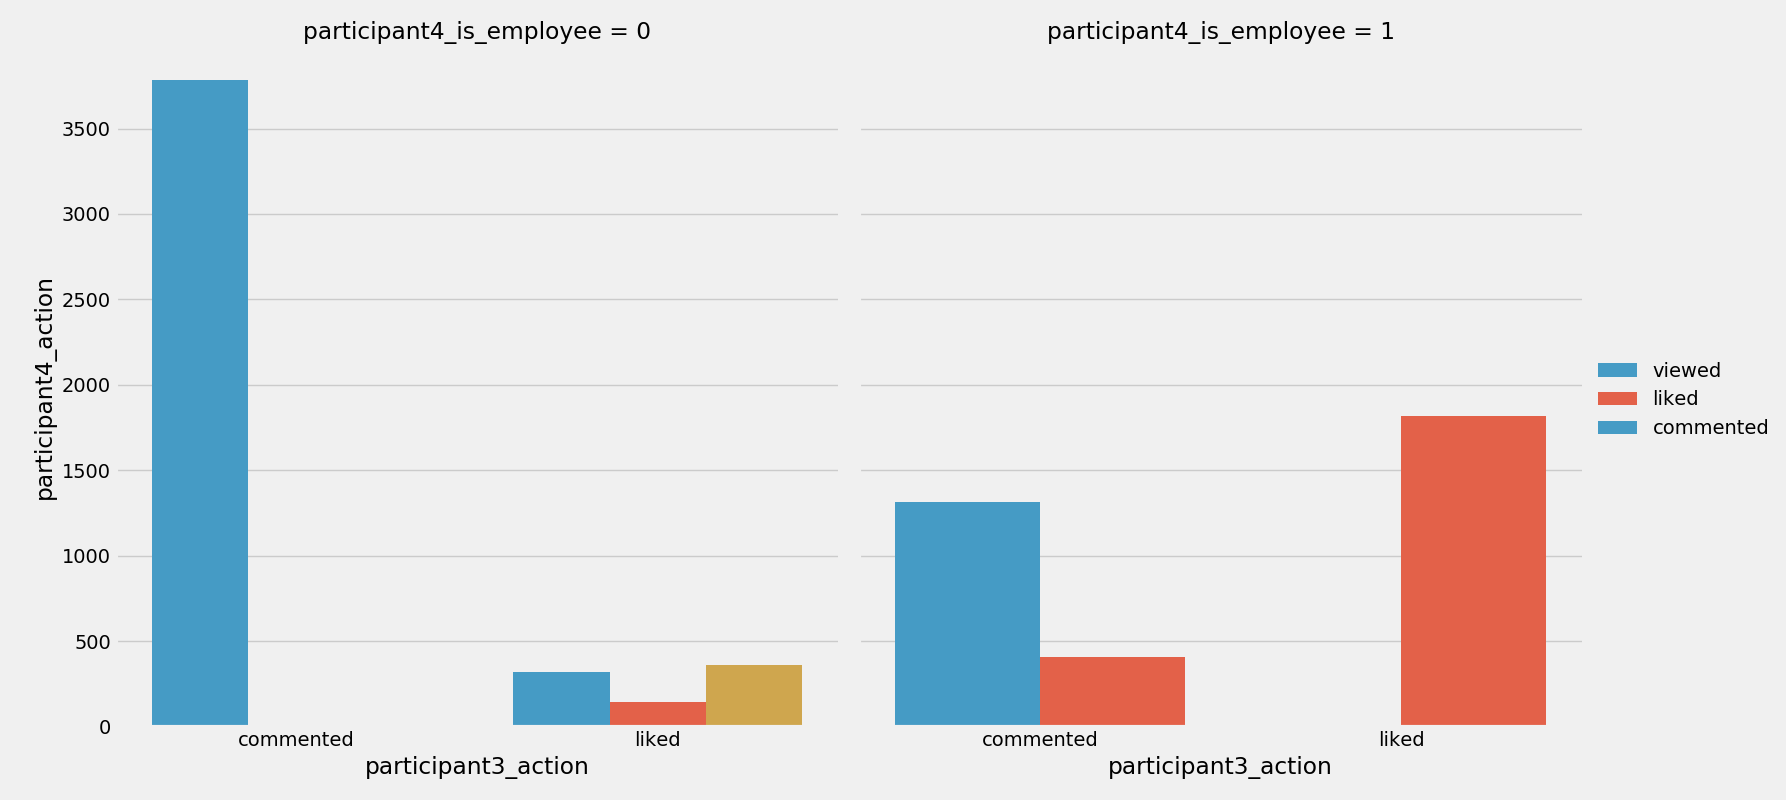 participant4_is_employee = 0
participant4_is_employee = 1
participant4_action
3500
3000
2500
2000
1500
1000
500
0
commented
liked
commented
liked
participant3_action
participant3_action
viewed
liked
commented